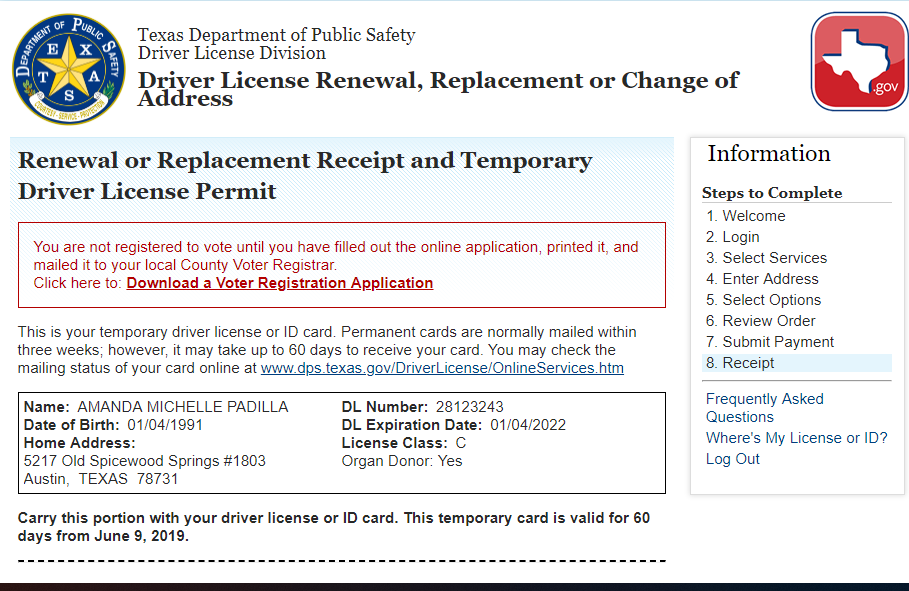 DEPARTMENT OF PUBLIC SAFETY
TEXAS
COURTESY · SERVICE · PROTECTION
Texas Department of Public Safety
Driver License Division
Driver License Renewal, Replacement or Change of
Address
.gov
Renewal or Replacement Receipt and Temporary
Driver License Permit
You are not registered to vote until you have filled out the online application, printed it, and
mailed it to your local County Voter Registrar.
Click here to: Download a Voter Registration Application
This is your temporary driver license or ID card. Permanent cards are normally mailed within
three weeks; however, it may take up to 60 days to receive your card. You may check the
mailing status of your card online at www.dps.texas.gov/DriverLicense/OnlineServices.htm
Name: AMANDA MICHELLE PADILLA
Date of Birth: 01/04/1991
Home Address:
5217 Old Spicewood Springs #1803
Austin, TEXAS 78731
DL Number: 28123243
DL Expiration Date: 01/04/2022
License Class: C
Organ Donor: Yes
Carry this portion with your driver license or ID card. This temporary card is valid for 60
days from June 9, 2019.
Information
Steps to Complete
1. Welcome
2. Login
3. Select Services
4. Enter Address
5. Select Options
6. Review Order
7. Submit Payment
8. Receipt
Frequently Asked
Questions
Where's My License or ID?
Log Out